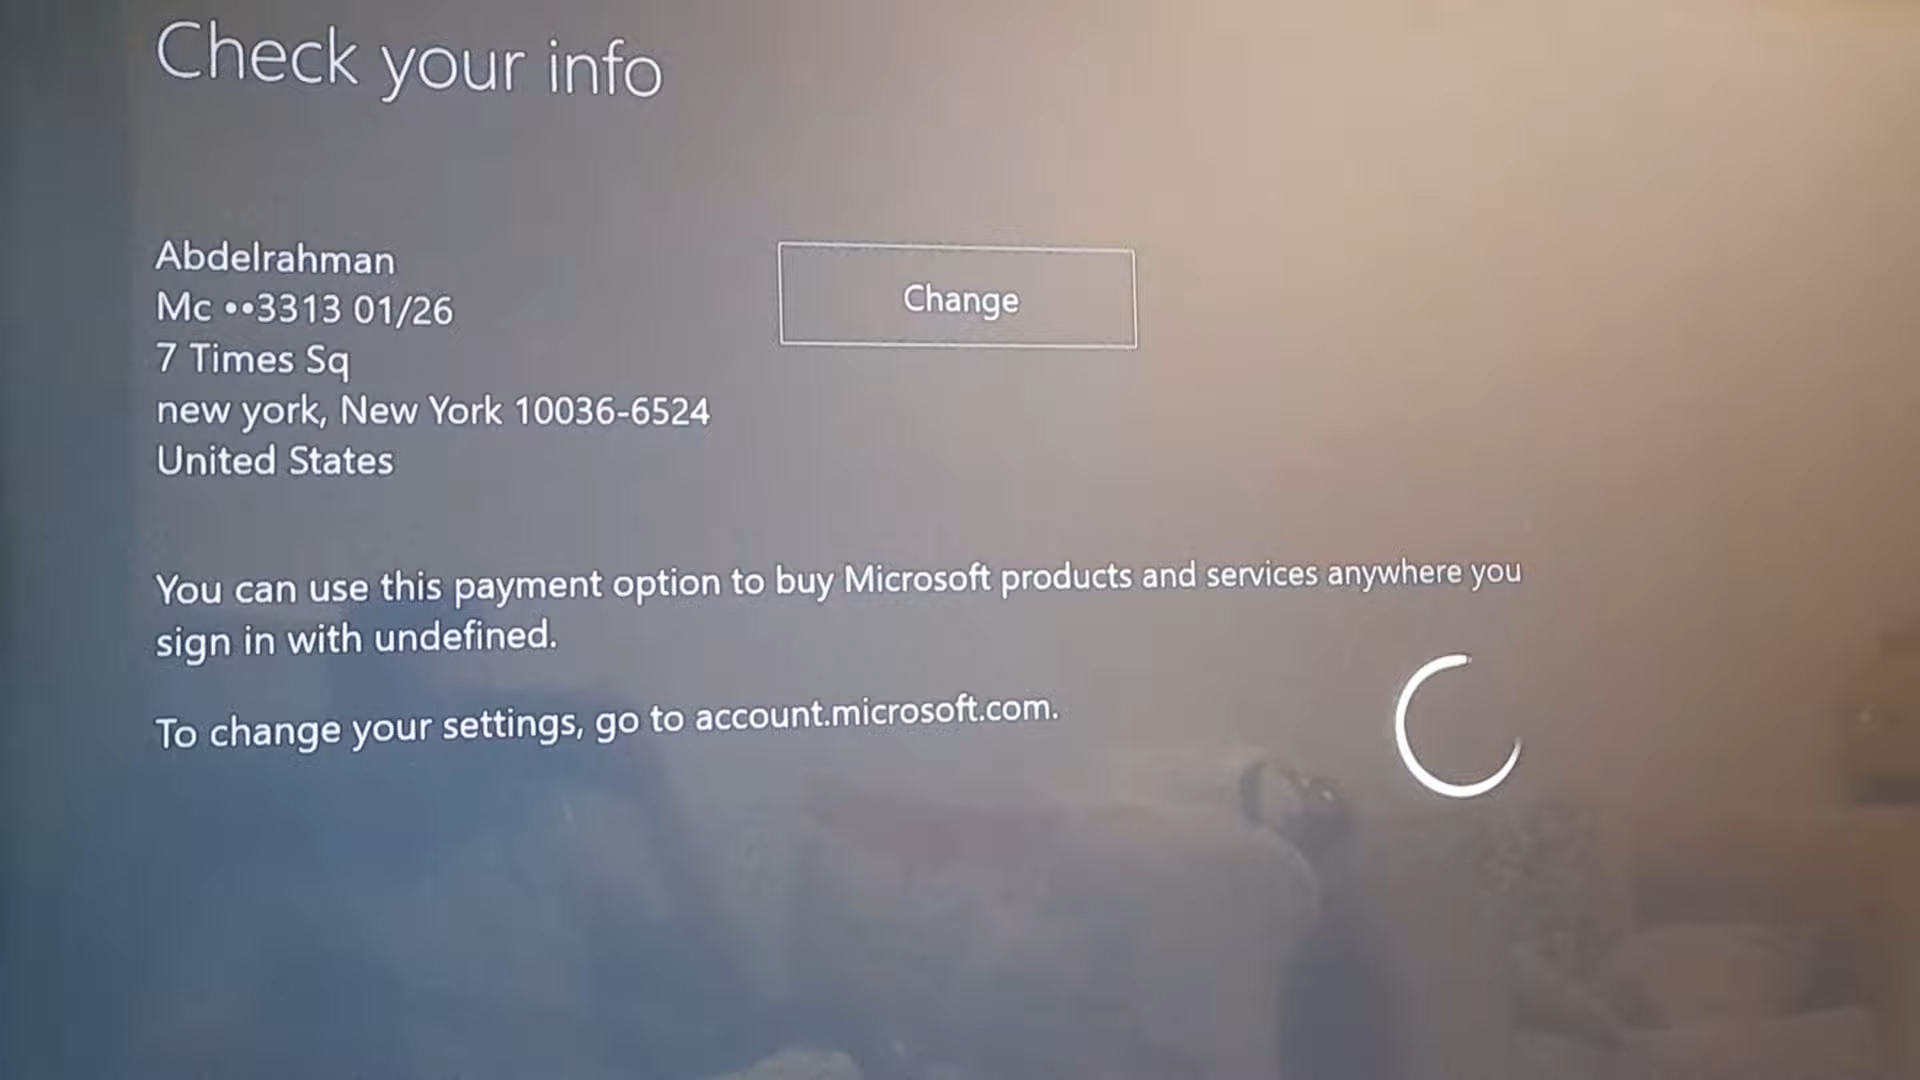 Check your info
Abdelrahman
Change
Mc ••3313 01/26
7 Times Sq
new york, New York 10036-6524
United States
You can use this payment option to buy Microsoft products and services anywhere you
sign in with undefined.
To change your settings, go to account.microsoft.com.